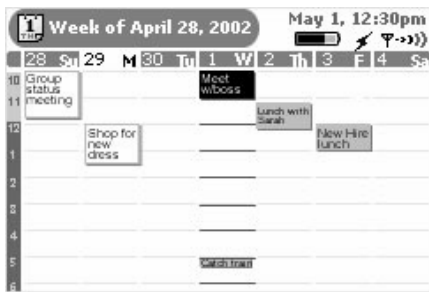 1
THU
Week of April 28, 2002
May 1, 12:30pm
28 Su 29 M 30 Tu 1 W 2 Th 3 F 4 Sa
10
11
12
1
2
3
4
5
6
Group
status
meeting
Shop for
new
dress
Meet
w/boss
Catch train
Lunch with
Sarah
New Hire
lunch